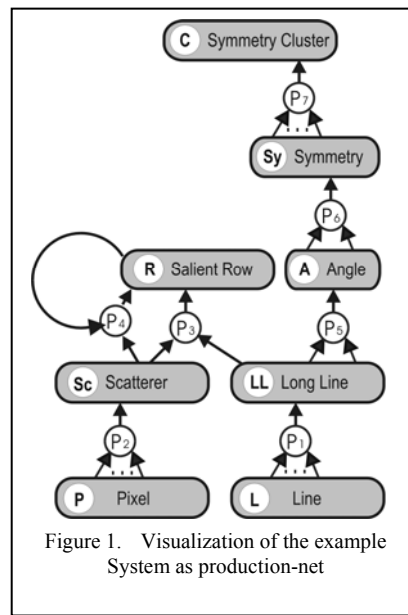 C Symmetry Cluster
P7
Sy Symmetry
P6
R Salient Row
A Angle
P4
P3
P5
Sc Scatterer
LL Long Line
P2
P1
P Pixel
L Line
Figure 1. Visualization of the example
System as production-net